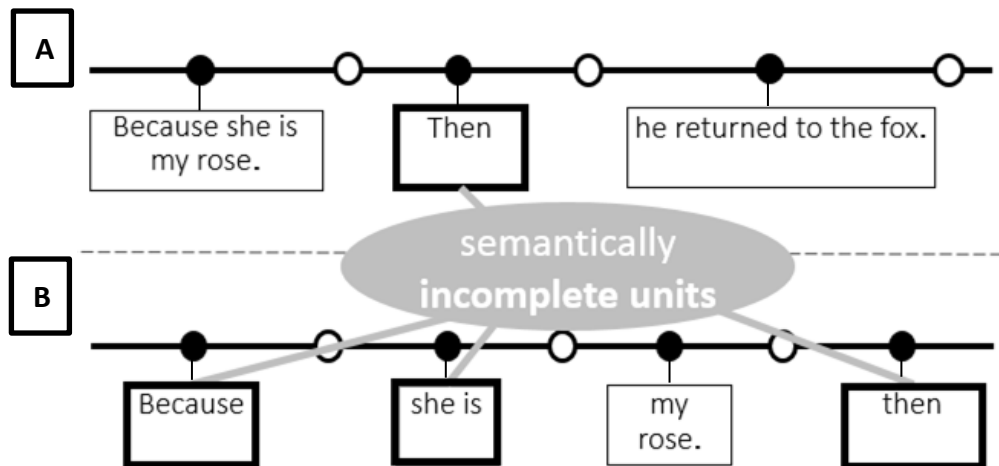 A
Because she is
my rose.
Then
he returned to the fox.
semantically
incomplete units
B
Because
she is
my
rose.
then